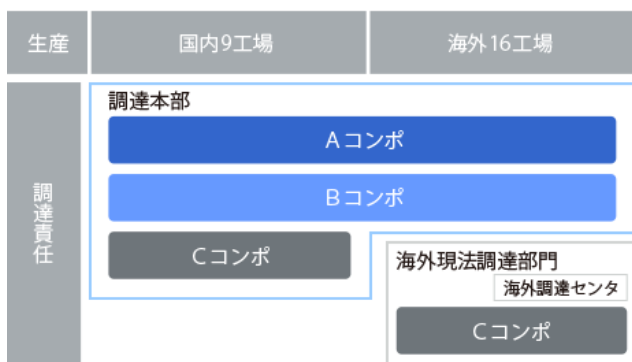 生産
国内9工場
海外16工場
調達責任
調達本部
Aコンポ
Bコンポ
Cコンポ
海外現法調達部門
海外調達センタ
Cコンポ